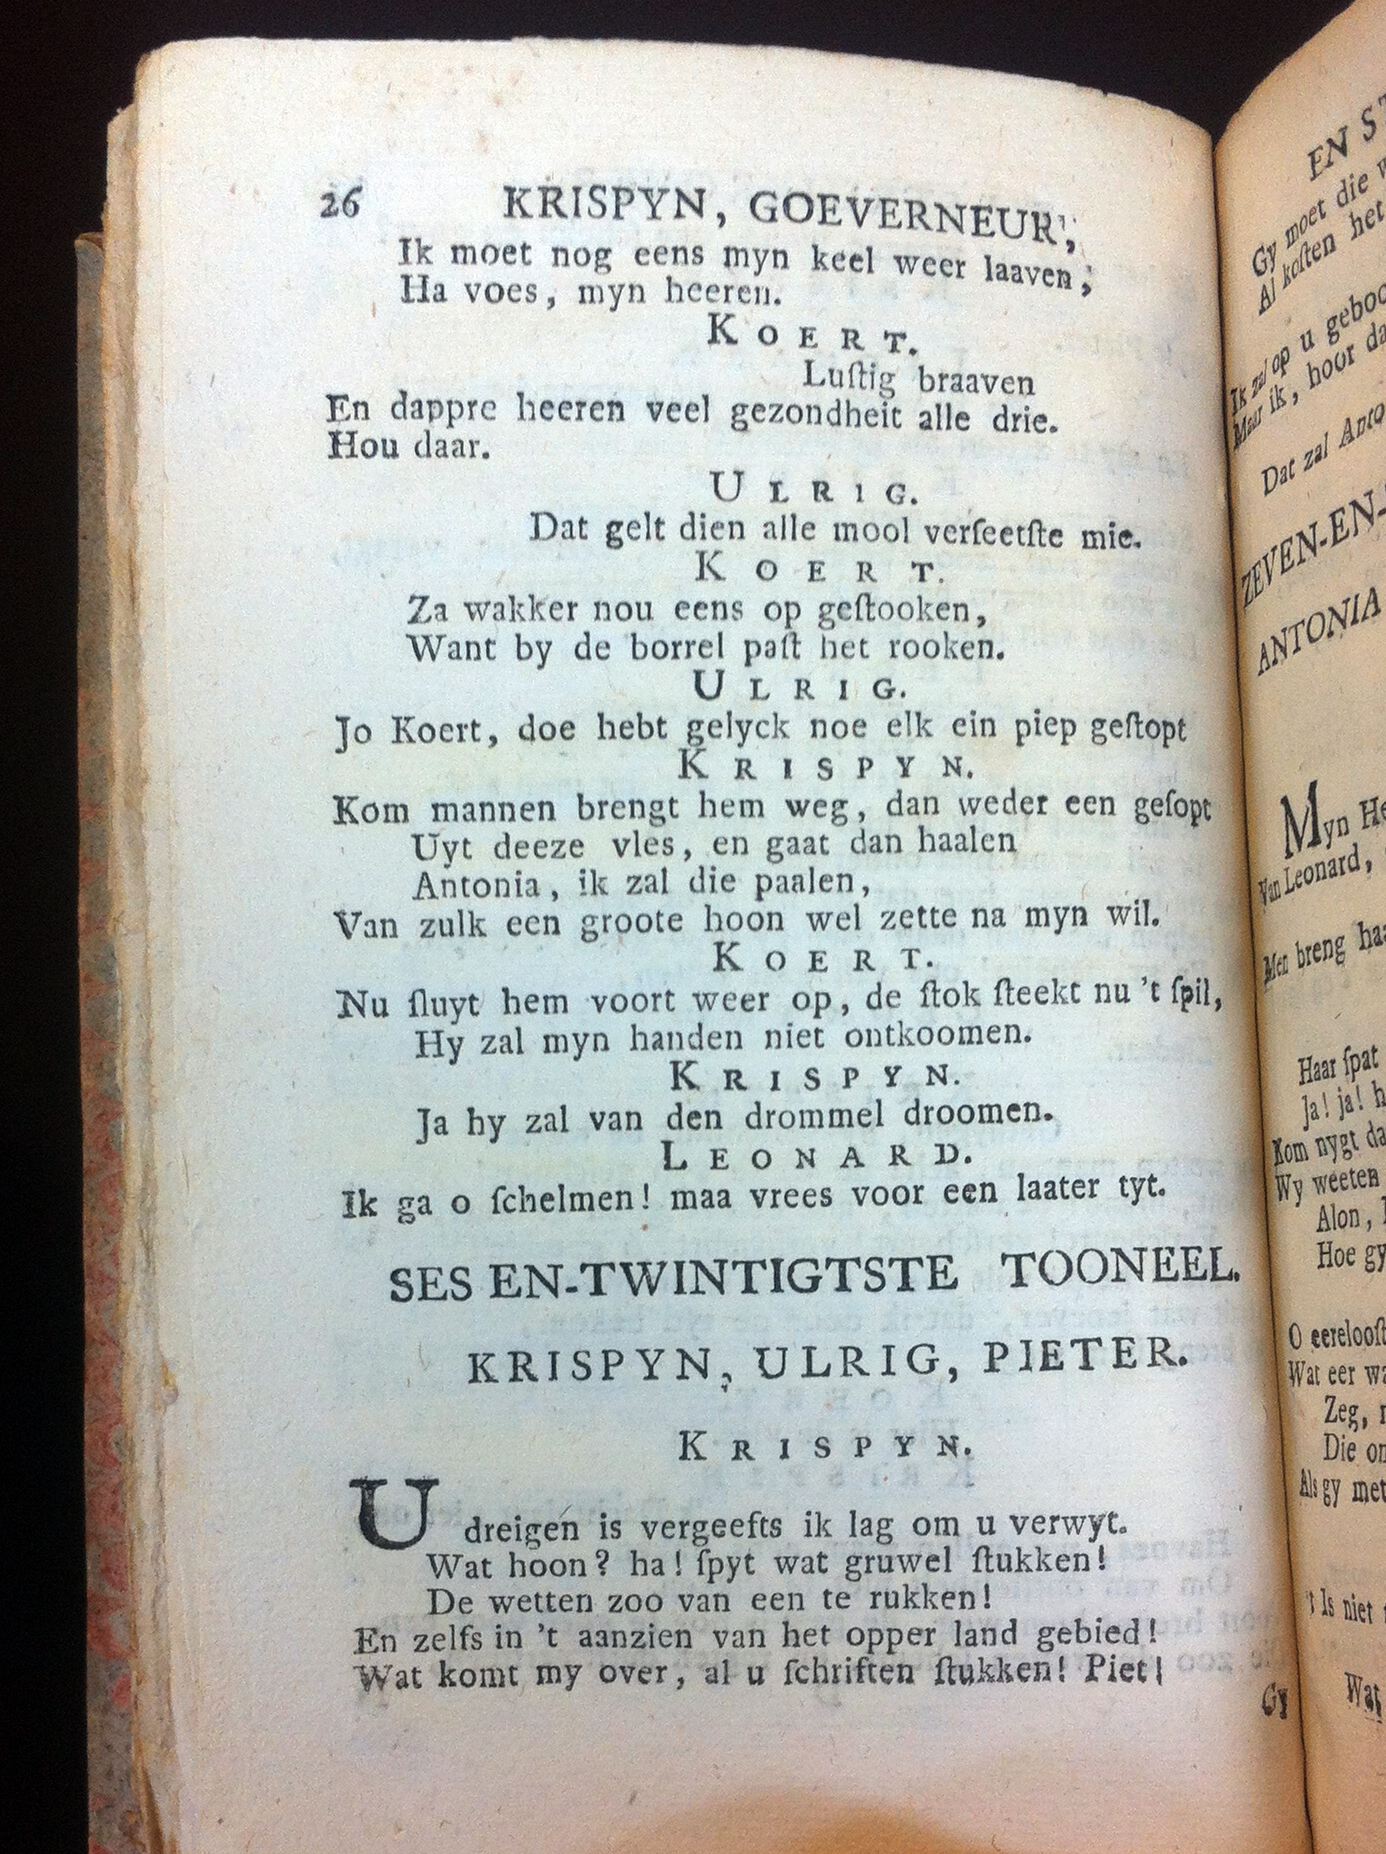 26 KRISPYN, GOEVERNEUR,
Ik moet nog eens myn keel weer laaven;
Ha voes, myn heeren.
KOERT.
Luſtig braaven
En dappre heeren veel gezondheit alle drie.
Hou daar.
ULRIG.
Dat gelt dien alle mool verſeetſte mie.
KOERT.
Za wakker nou eens op geſtooken,
Want by de borrel paſt het rooken.
ULRIG.
Jo Koert, doe hebt gelyck noe elk ein piep geſtopt
KRISPYN.
Kom mannen brengt hem weg, dan weder een geſopt
Uyt deeze vles, en gaat dan haalen
Antonia, ik zal die paalen,
Van zulk een groote hoon wel zette na myn wil.
KOERT.
Nu ſluyt hem voort weer op, de ſtok ſteekt nu 't ſpil,
Hy zal myn handen niet ontkoomen.
KRISPYN.
Ja hy zal van den drommel droomen.
LEONARD.
Ik ga o ſchelmen! maa vrees voor een laater tyt.
SES EN-TWINTIGTSTE TOONEEL.
KRISPYN, ULRIG, PIETER.
KRISPYN.
U dreigen is vergeefts ik lag om u verwyt.
Wat hoon? ha! ſpyt wat gruwel ſtukken!
De wetten zoo van een te rukken!
En zelfs in 't aanzien van het opper land gebied!
Wat komt my over, al u ſchriften ſtukken! Piet!
Gy
EN ST
Gy moet die
Al koſten het
Ik zal op u geboo
Maar ik, hoor da
Dat zal Anto
ZEVEN-EN-
ANTONIA
Myn He
Van Leonard,
Men breng haa
Haar ſpat
Ja! ja! h
Kom nygt da
Wy weeten
Alon,
Hoe gy
O eerelooſt
Wat eer wa
Zeg,
Die on
Als gy met
't Is niet
Wat